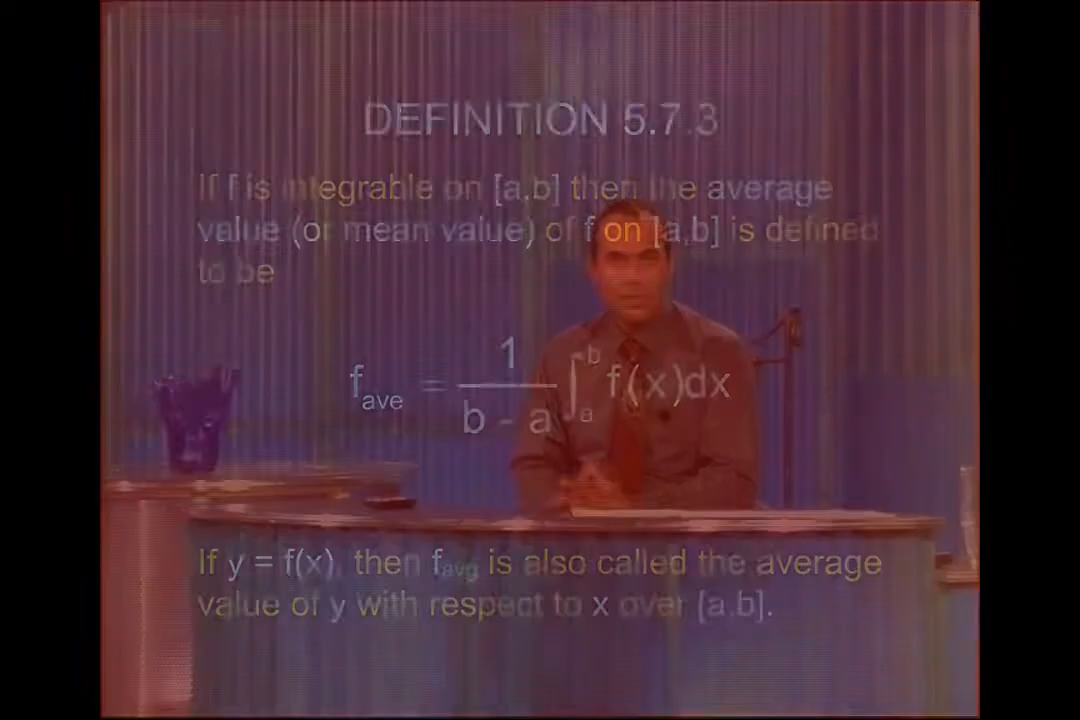 DEFINITION 5.7.3
If f is integrable on [a,b] then the average
value (or mean value) of f on [a,b] is defined
to be
f_ave = 1/(b - a) ∫_a^b f(x)dx
If y = f(x), then f_avg is also called the average
value of y with respect to x over [a.b].